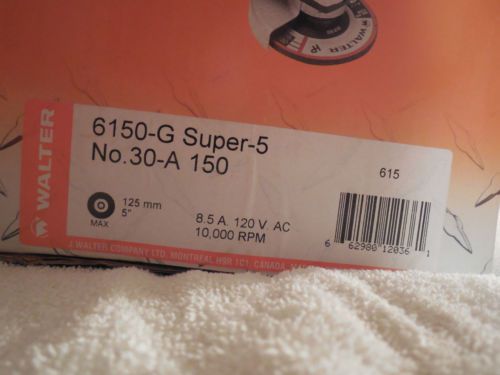 WALTER
WALTER
6150-G Super-5
No.30-A 150
615
125 mm
5"
MAX
8.5 A. 120 V. AC
10,000 RPM
6 62980 12036 1
J. WALTER COMPANY LTD, MONTREAL H9R 1C1, CANADA,